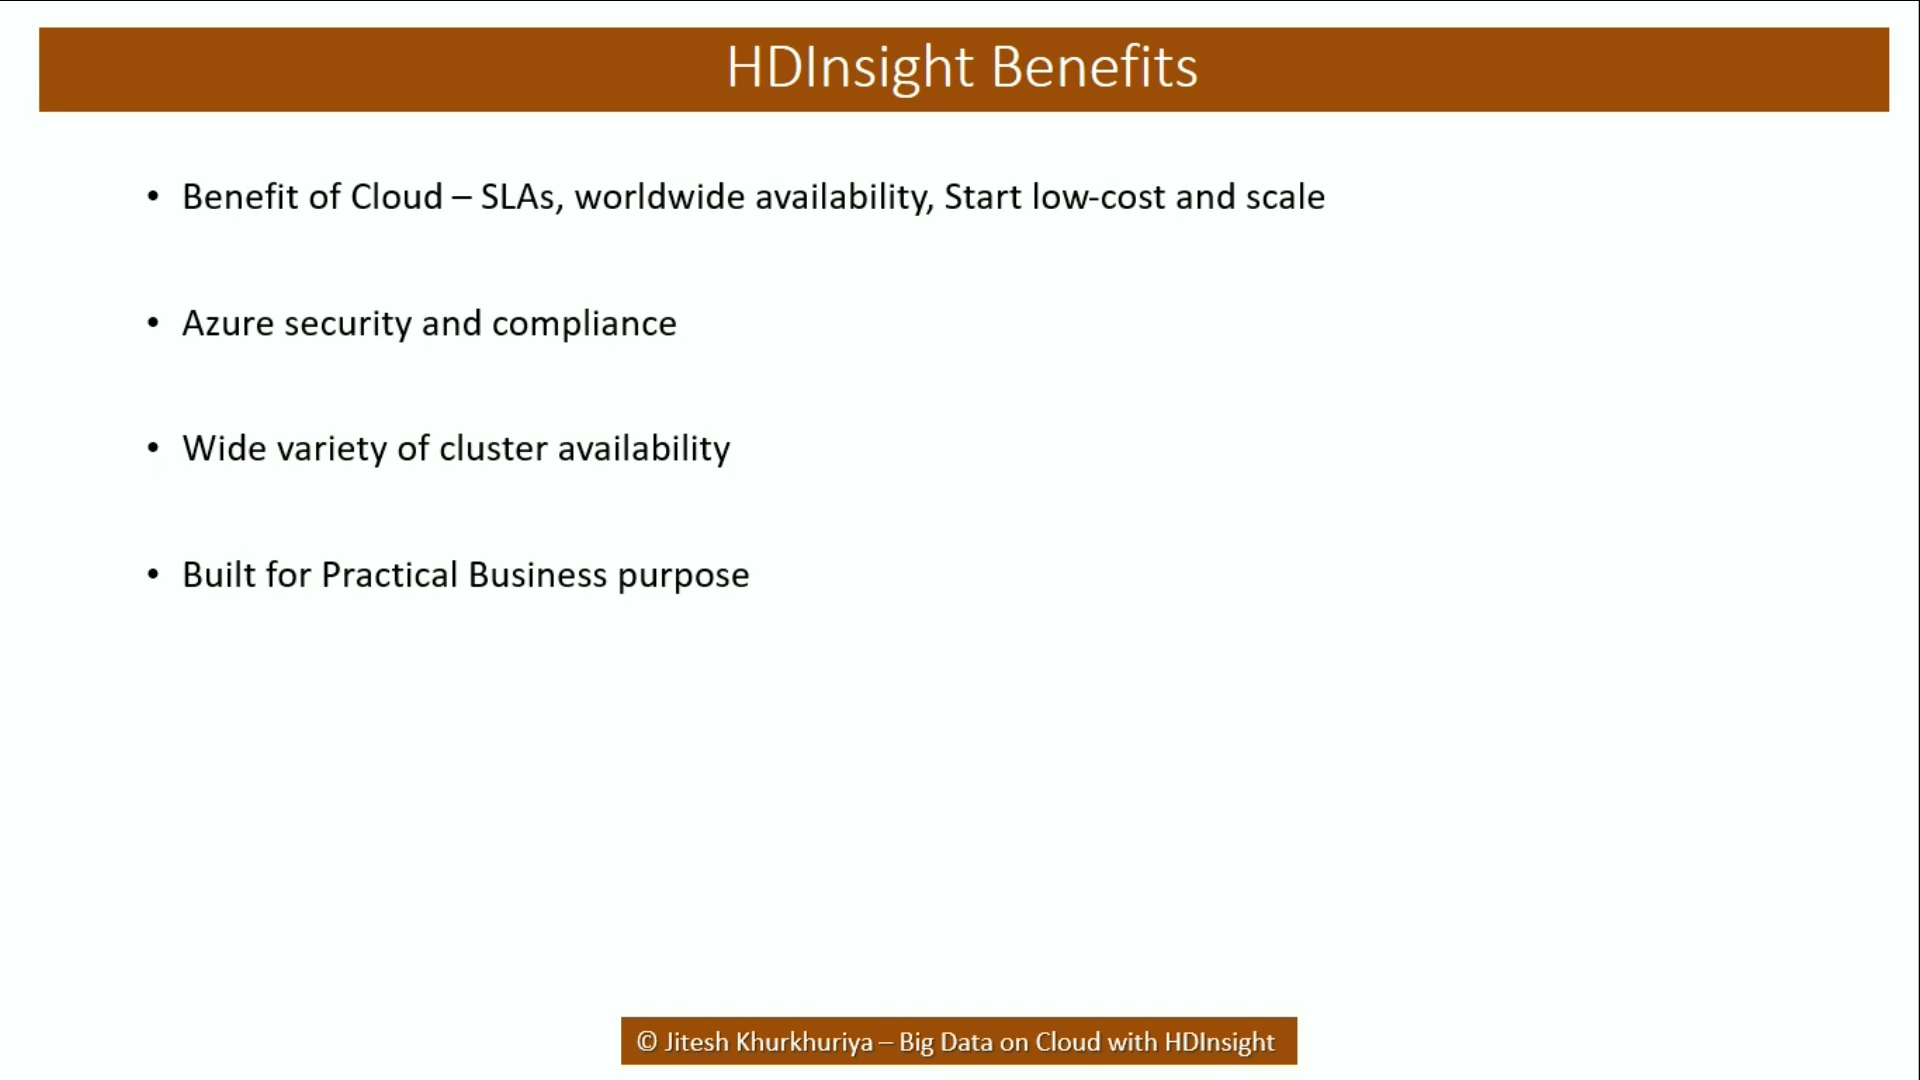 HDInsight Benefits
• Benefit of Cloud – SLAs, worldwide availability, Start low-cost and scale
• Azure security and compliance
• Wide variety of cluster availability
• Built for Practical Business purpose
© Jitesh Khurkhuriya – Big Data on Cloud with HDInsight